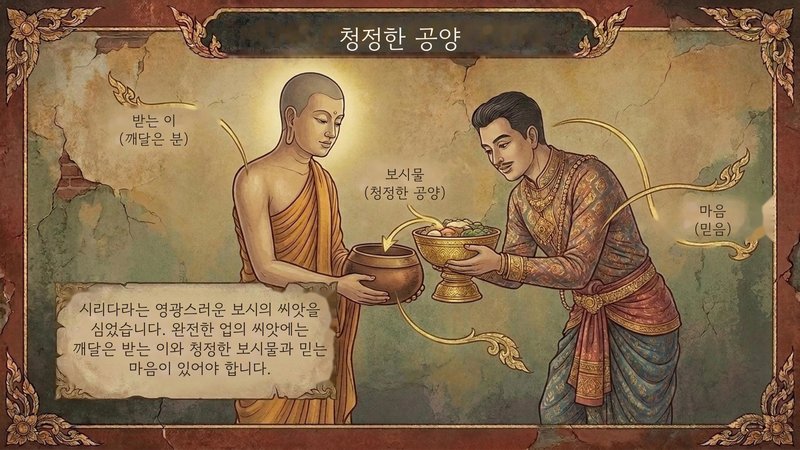 청정한 공양
받는 이
(깨달은 분)
보시물
(청정한 공양)
마음
(믿음)
시리다라는 영광스러운 보시의 씨앗을
심었습니다. 완전한 업의 씨앗에는
깨달은 받는 이와 청정한 보시물과 믿는
마음이 있어야 합니다.